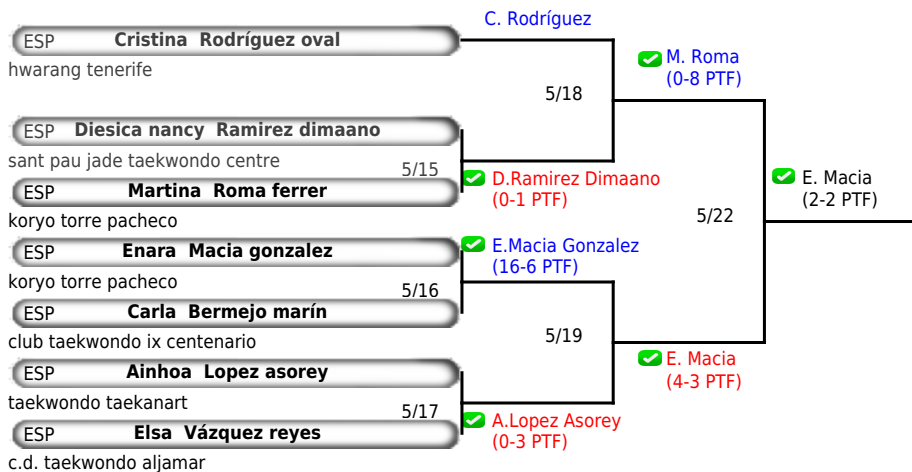 C. Rodríguez
ESP Cristina Rodríguez oval
hwarang tenerife
M. Roma
(0-8 PTF)
5/18
ESP Diesica nancy Ramirez dimaano
sant pau jade taekwondo centre
5/15
D.Ramirez Dimaano
(0-1 PTF)
E. Macia
(2-2 PTF)
ESP Martina Roma ferrer
koryo torre pacheco
5/22
ESP Enara Macia gonzalez
koryo torre pacheco
E.Macia Gonzalez
(16-6 PTF)
5/16
ESP Carla Bermejo marín
club taekwondo ix centenario
5/19
E. Macia
(4-3 PTF)
ESP Ainhoa Lopez asorey
taekwondo taekanart
5/17
A.Lopez Asorey
(0-3 PTF)
ESP Elsa Vázquez reyes
c.d. taekwondo aljamar